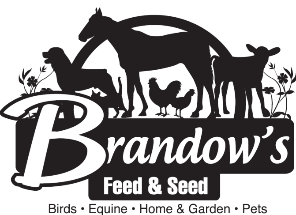 Brandow's
Feed & Seed
Birds • Equine • Home & Garden • Pets